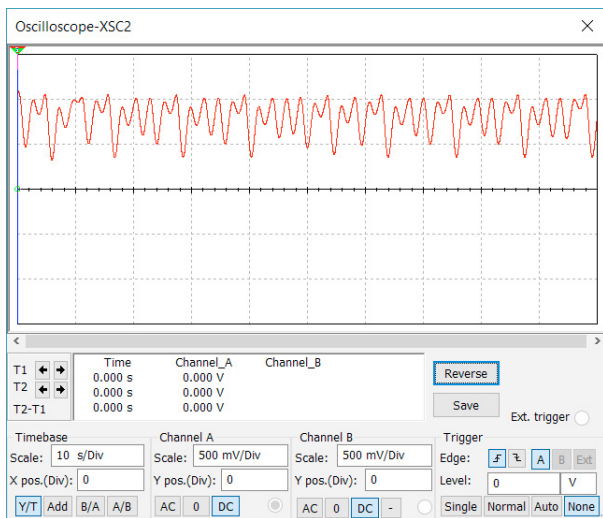 Oscilloscope-XSC2
Time Channel_A Channel_B
T1 0.000 s 0.000 V
T2 0.000 s 0.000 V
T2-T1 0.000 s 0.000 V
Reverse
Save
Ext. trigger
Timebase Channel A Channel B Trigger
Scale: 10 s/Div Scale: 500 mV/Div Scale: 500 mV/Div Edge: A B Ext
X pos.(Div): 0 Y pos.(Div): 0 Y pos.(Div): 0 Level: 0 V
Y/T Add B/A A/B AC 0 DC AC 0 DC - Single Normal Auto None